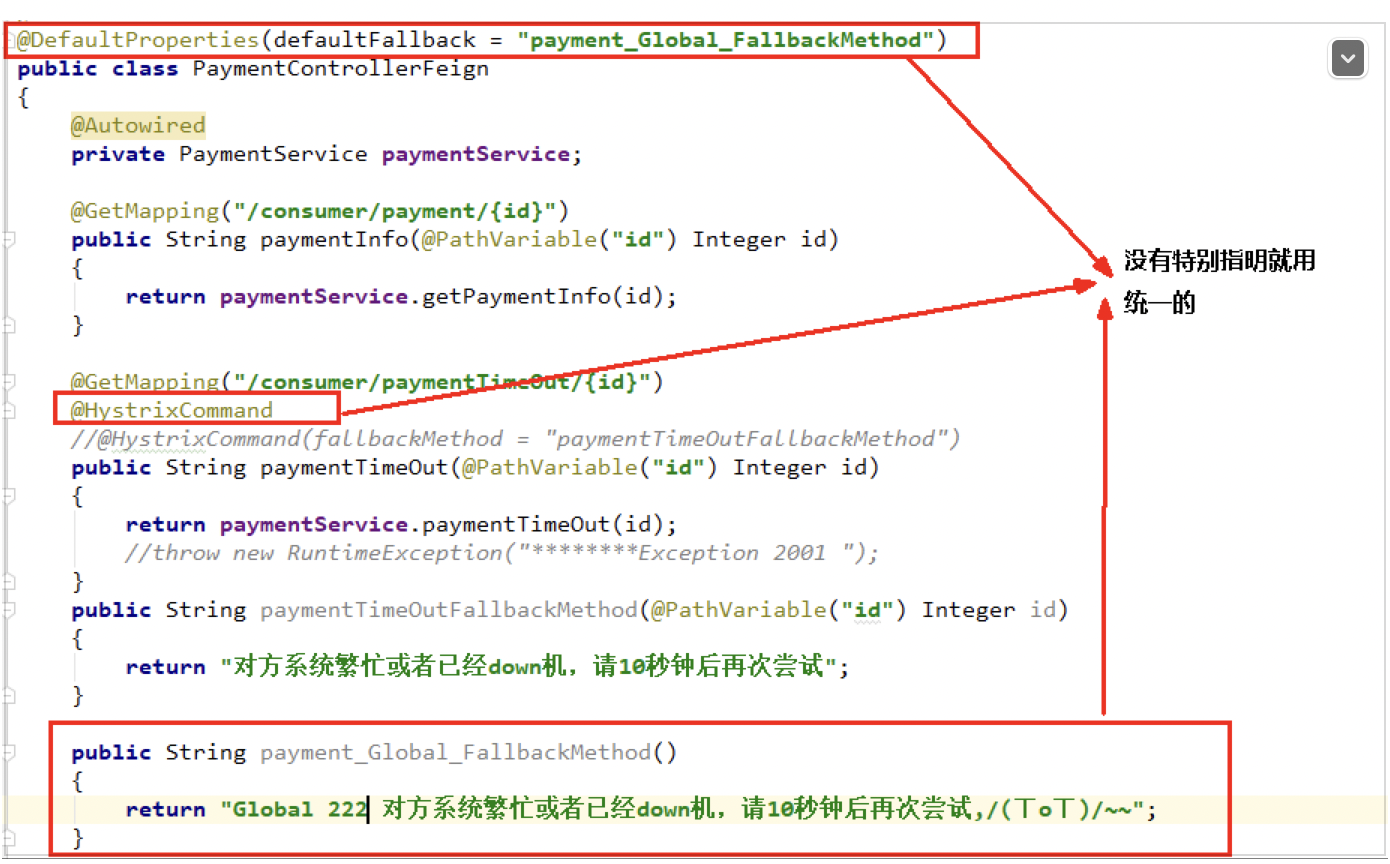 @DefaultProperties(defaultFallback = "payment_Global_FallbackMethod")
public class PaymentControllerFeign
{
@Autowired
private PaymentService paymentService;
@GetMapping("/consumer/payment/{id}")
public String paymentInfo(@PathVariable("id") Integer id)
{
return paymentService.getPaymentInfo(id);
}
没有特别指明就用
统一的
@GetMapping("/consumer/paymentTimeOut/{id}")
@HystrixCommand
//@HystrixCommand(fallbackMethod = "paymentTimeOutFallbackMethod")
public String paymentTimeOut(@PathVariable("id") Integer id)
{
return paymentService.paymentTimeOut(id);
//throw new RuntimeException("********Exception 2001 ");
}
public String paymentTimeOutFallbackMethod(@PathVariable("id") Integer id)
{
return "对方系统繁忙或者已经down机，请10秒钟后再次尝试";
}
public String payment_Global_FallbackMethod()
{
return "Global 222 对方系统繁忙或者已经down机，请10秒钟后再次尝试,/(ㄒoㄒ)/~~";
}